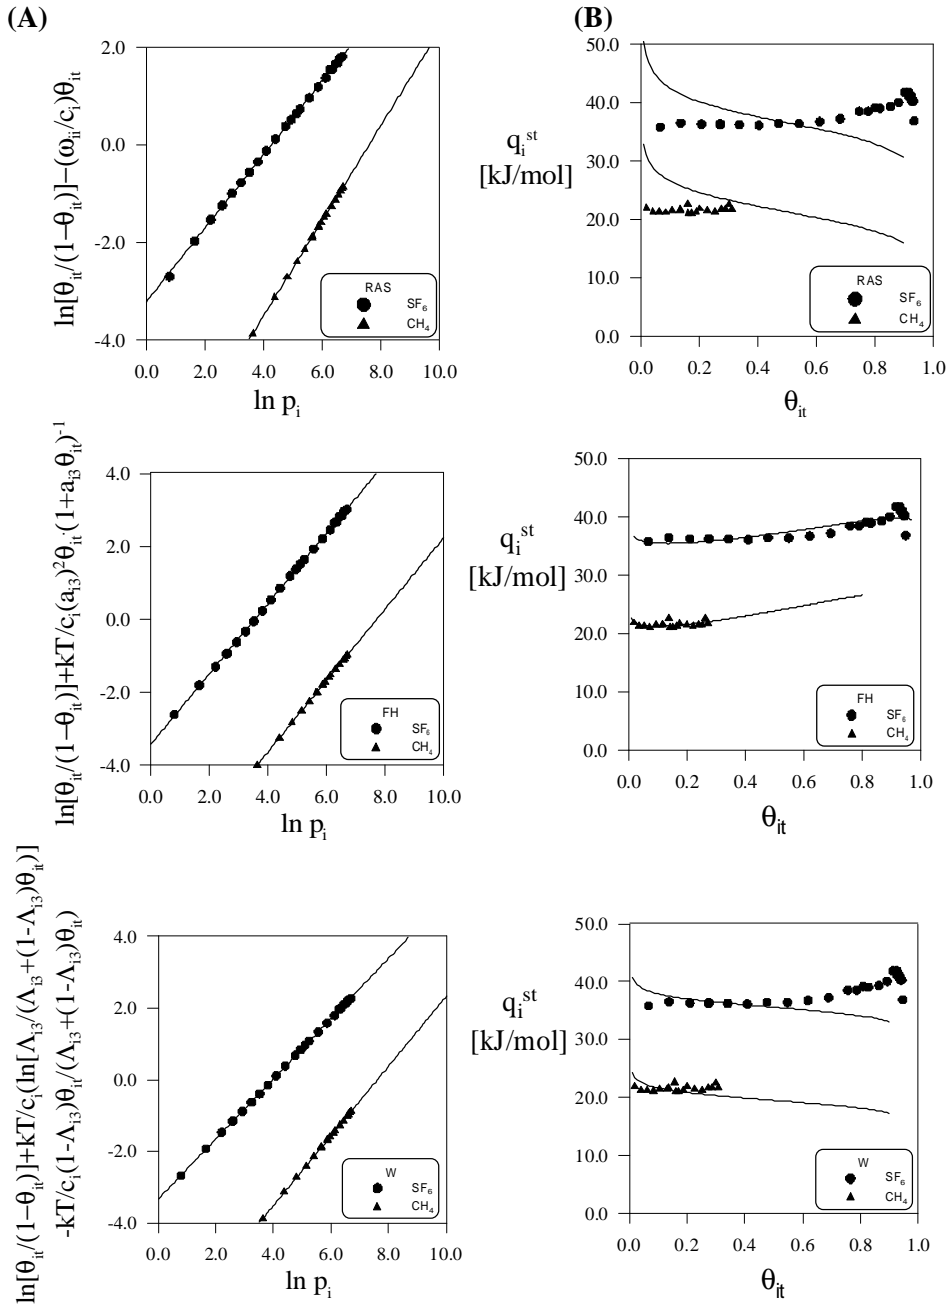 (A)
(B)
ln[θit/(1−θit)]−(ωii/ci)θit
2.0
0.0
-2.0
-4.0
0.0 2.0 4.0 6.0 8.0 10.0
ln pi
RAS
SF6
CH4
qi st
[kJ/mol]
50.0
40.0
30.0
20.0
10.0
0.0
0.0 0.2 0.4 0.6 0.8 1.0
θit
RAS
SF6
CH4
ln[θit/(1−θit)]+kT/ci(ai3)²θit(1+ai3θit)⁻¹
4.0
2.0
0.0
-2.0
-4.0
0.0 2.0 4.0 6.0 8.0 10.0
ln pi
FH
SF6
CH4
qi st
[kJ/mol]
50.0
40.0
30.0
20.0
10.0
0.0
0.0 0.2 0.4 0.6 0.8 1.0
θit
FH
SF6
CH4
ln[θit/(1−θit)]+kT/ci(ln[Λi3/(Λi3+(1-Λi3)θit)]
-kT/ci(1-Λi3)θit/(Λi3+(1-Λi3)θit)
4.0
2.0
0.0
-2.0
-4.0
0.0 2.0 4.0 6.0 8.0 10.0
ln pi
W
SF6
CH4
qi st
[kJ/mol]
50.0
40.0
30.0
20.0
10.0
0.0
0.0 0.2 0.4 0.6 0.8 1.0
θit
W
SF6
CH4